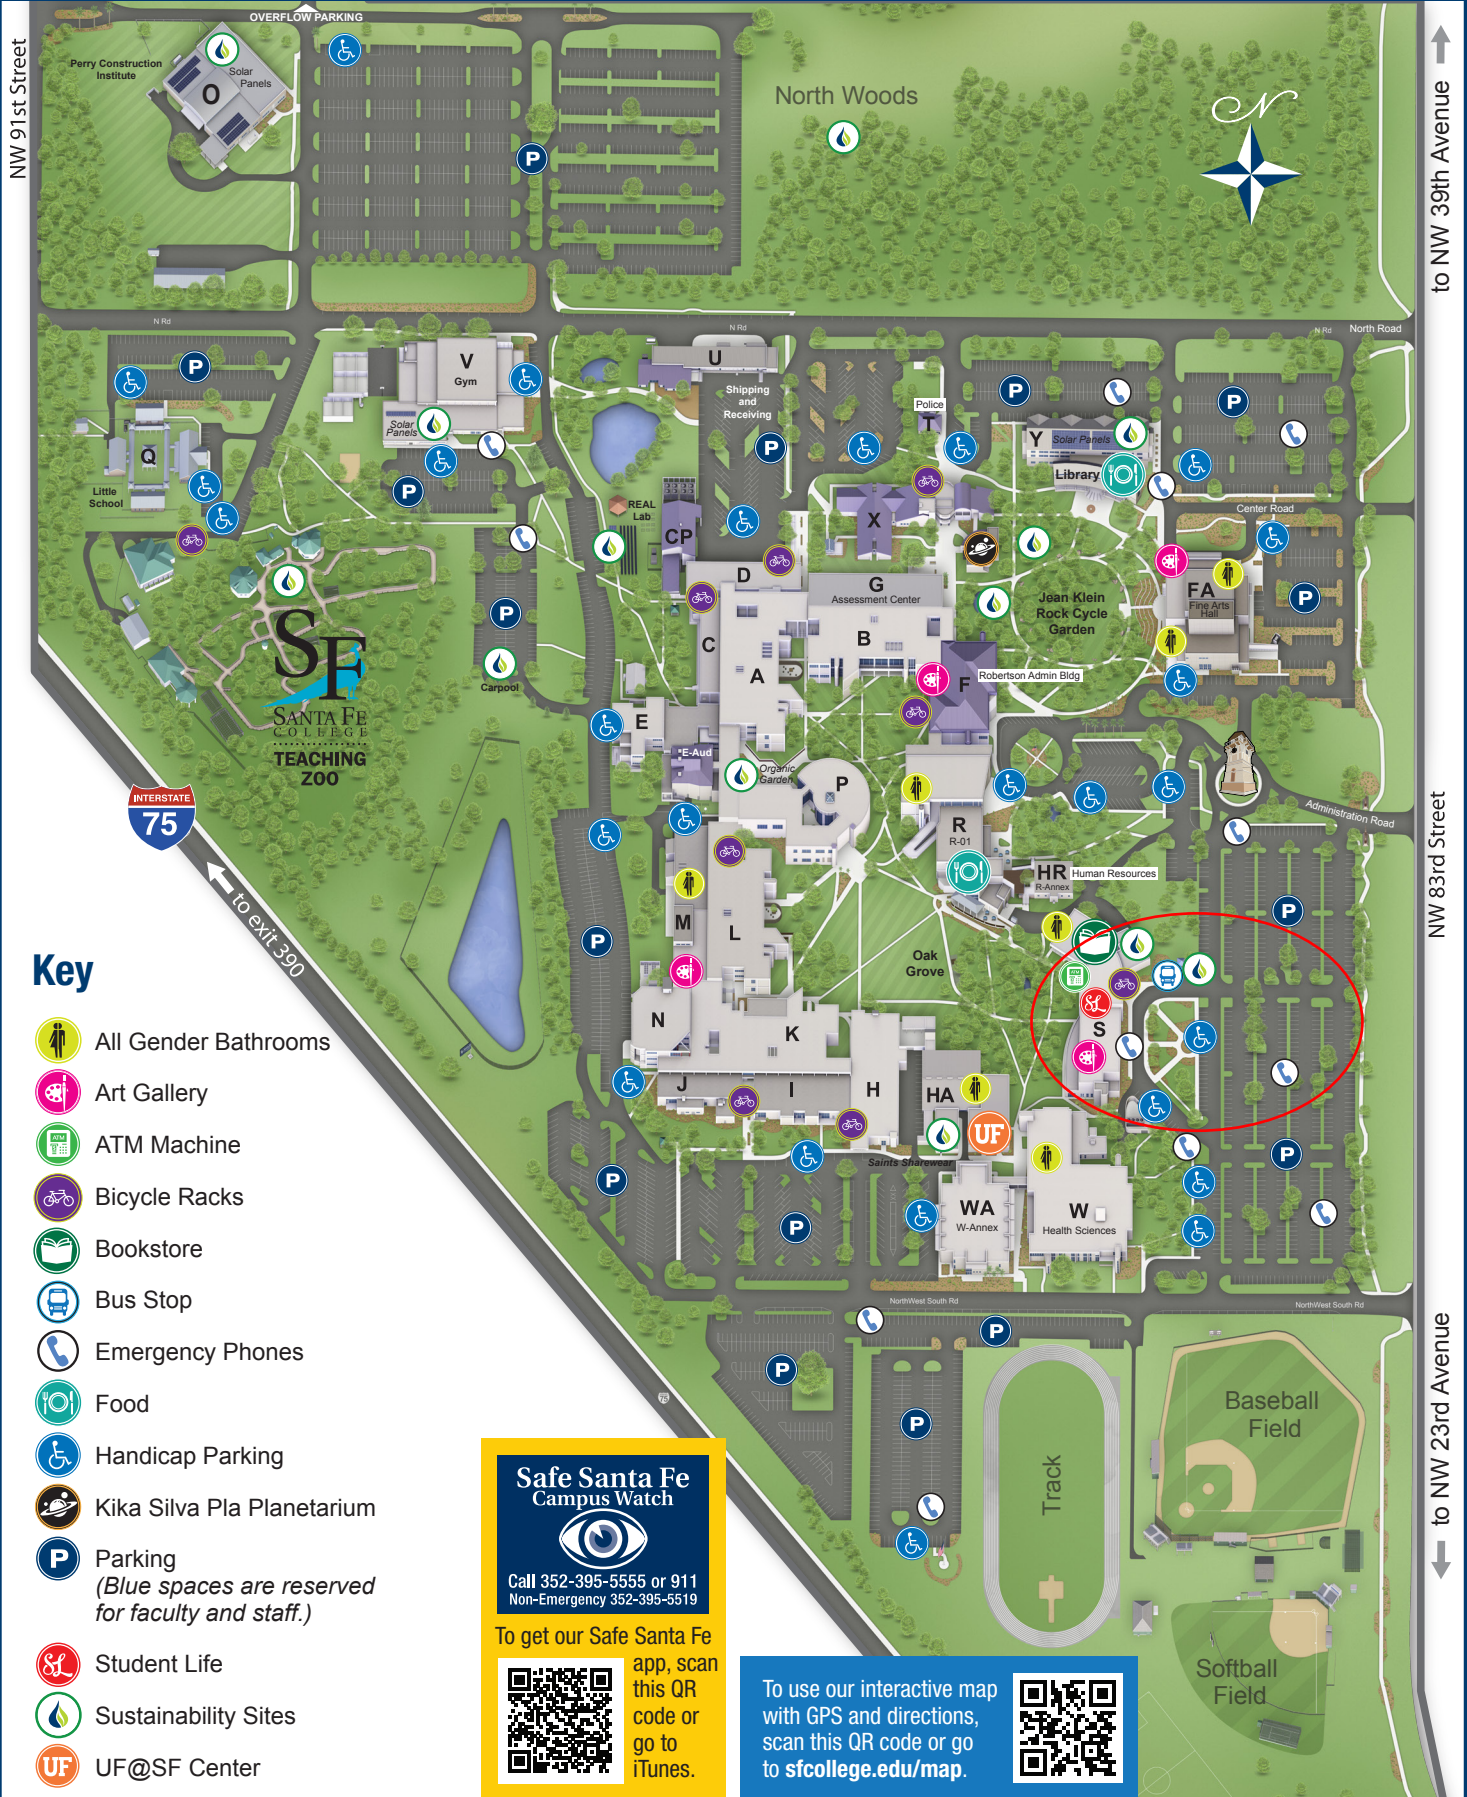 OVERFLOW PARKING
NW 91st Street
Perry Construction
Institute
Solar
Panels
O
P
North Woods
N
to NW 39th Avenue
N Rd
N Rd
N Rd
North Road
P
V
Gym
Solar
Panels
U
Shipping
and
Receiving
P
Police
T
P
Y
Solar Panels
Library
P
Q
Little
School
P
REAL
Lab
CP
X
Center Road
D
G
Assessment Center
Jean Klein
Rock Cycle
Garden
FA
Fine Arts
Hall
P
P
C
B
A
F
Robertson Admin Bldg
Carpool
SF
SANTA FE
COLLEGE
TEACHING
ZOO
E
*E-Aud
Organic
Garden
P
INTERSTATE
75
to exit 390
R
R-01
HR
R-Annex
Human Resources
Administration Road
NW 83rd Street
P
P
M
L
Oak
Grove
ATM
SL
S
N
K
J
I
H
HA
UF
Saints Sharewear
P
P
P
WA
W-Annex
W
Health Sciences
NorthWest South Rd
NorthWest South Rd
P
P
P
75
Track
Baseball
Field
Softball
Field
to NW 23rd Avenue
Key
All Gender Bathrooms
Art Gallery
ATM
ATM Machine
Bicycle Racks
Bookstore
Bus Stop
Emergency Phones
Food
Handicap Parking
Kika Silva Pla Planetarium
P
Parking
(Blue spaces are reserved
for faculty and staff.)
SL
Student Life
Sustainability Sites
UF
UF@SF Center
Safe Santa Fe
Campus Watch
Call 352-395-5555 or 911
Non-Emergency 352-395-5519
To get our Safe Santa Fe
app, scan
this QR
code or
go to
iTunes.
To use our interactive map
with GPS and directions,
scan this QR code or go
to sfcollege.edu/map.